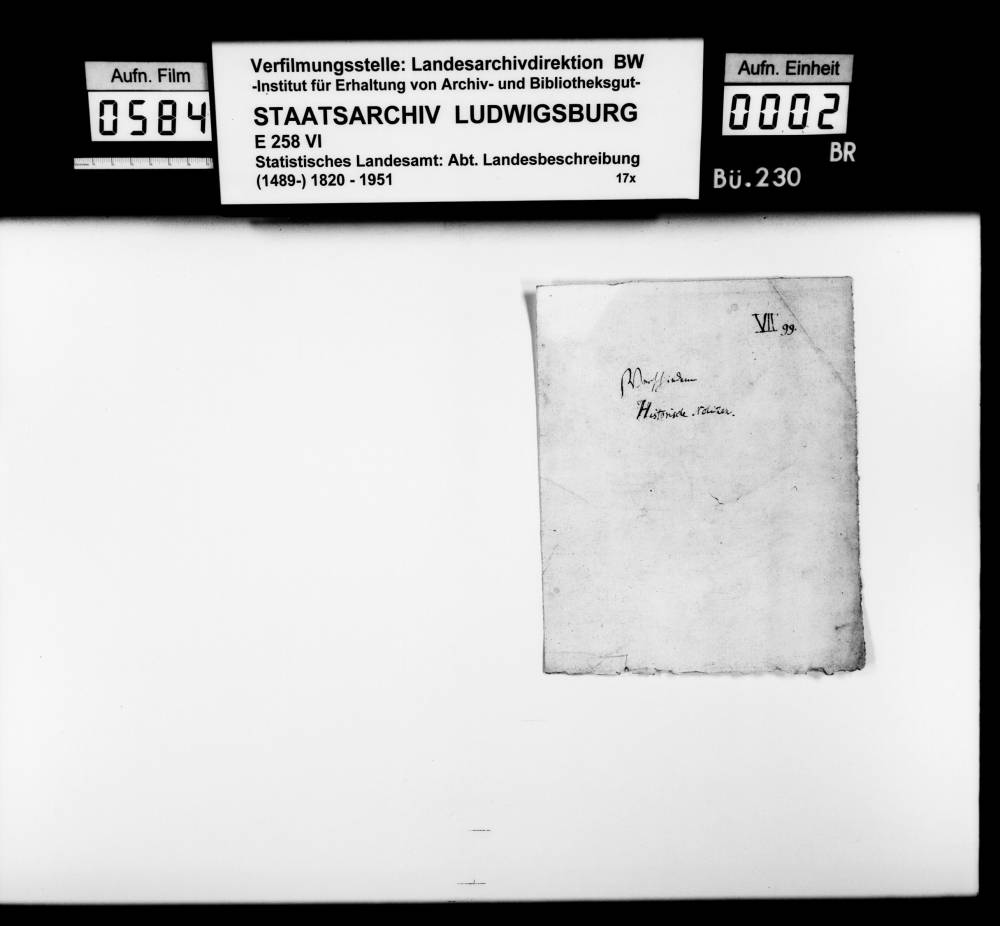 Aufn. Film
0584
Verfilmungsstelle: Landesarchivdirektion BW
-Institut für Erhaltung von Archiv- und Bibliotheksgut-
STAATSARCHIV LUDWIGSBURG
E 258 VI
Statistisches Landesamt: Abt. Landesbeschreibung
(1489-) 1820 - 1951
17x
Aufn. Einheit
0002
BR
Bü.230
VII 99.
Historische Notizen.